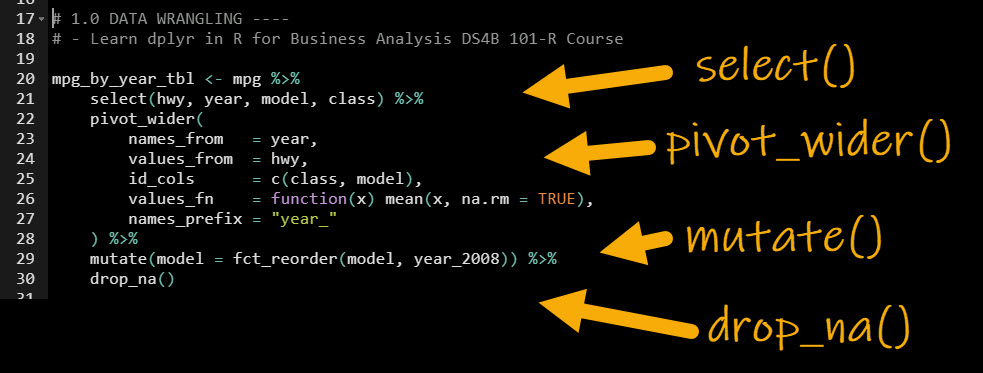 17 # 1.0 DATA WRANGLING ----
18 # - Learn dplyr in R for Business Analysis DS4B 101-R Course
19
20 mpg_by_year_tbl <- mpg %>%
21     select(hwy, year, model, class) %>%
22     pivot_wider(
23         names_from   = year,
24         values_from  = hwy,
25         id_cols      = c(class, model),
26         values_fn    = function(x) mean(x, na.rm = TRUE),
27         names_prefix = "year_"
28     ) %>%
29     mutate(model = fct_reorder(model, year_2008)) %>%
30     drop_na()
31
select()
pivot_wider()
mutate()
drop_na()